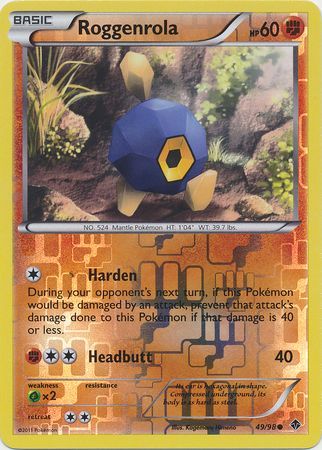 BASIC
Roggenrola
HP60
NO. 524 Mantle Pokémon HT: 1'04" WT: 39.7 lbs.
Harden
During your opponent's next turn, if this Pokémon
would be damaged by an attack, prevent that attack's
damage done to this Pokémon if that damage is 40
or less.
Headbutt 40
weakness resistance
×2
Its ear is hexagonal in shape.
Compressed underground, its
body is as hard as steel.
retreat
©2011 Pokémon
Illus. Kagemaru Himeno
49/98